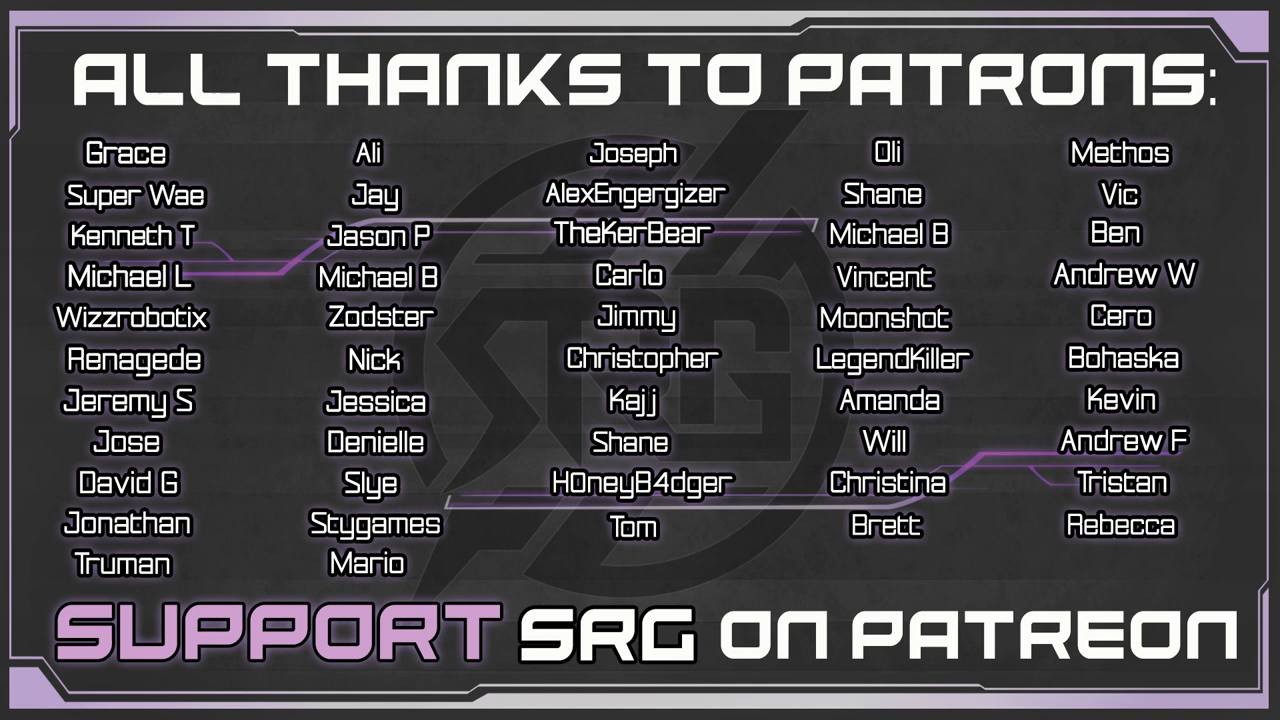 ALL THANKS TO PATRONS:
Grace Ali Joseph Oli Methos
Super Wae Jay AlexEngergizer Shane Vic
Kenneth T Jason P TheKerBear Michael B Ben
Michael L Michael B Carlo Vincent Andrew W
Wizzrobotix Zodster Jimmy Moonshot Cero
Renagede Nick Christopher LegendKiller Bohaska
Jeremy S Jessica Kajj Amanda Kevin
Jose Denielle Shane Will Andrew F
David G Slye H0neyB4dger Christina Tristan
Jonathan Stygames Tom Brett Rebecca
Truman Mario
SUPPORT SRG ON PATREON